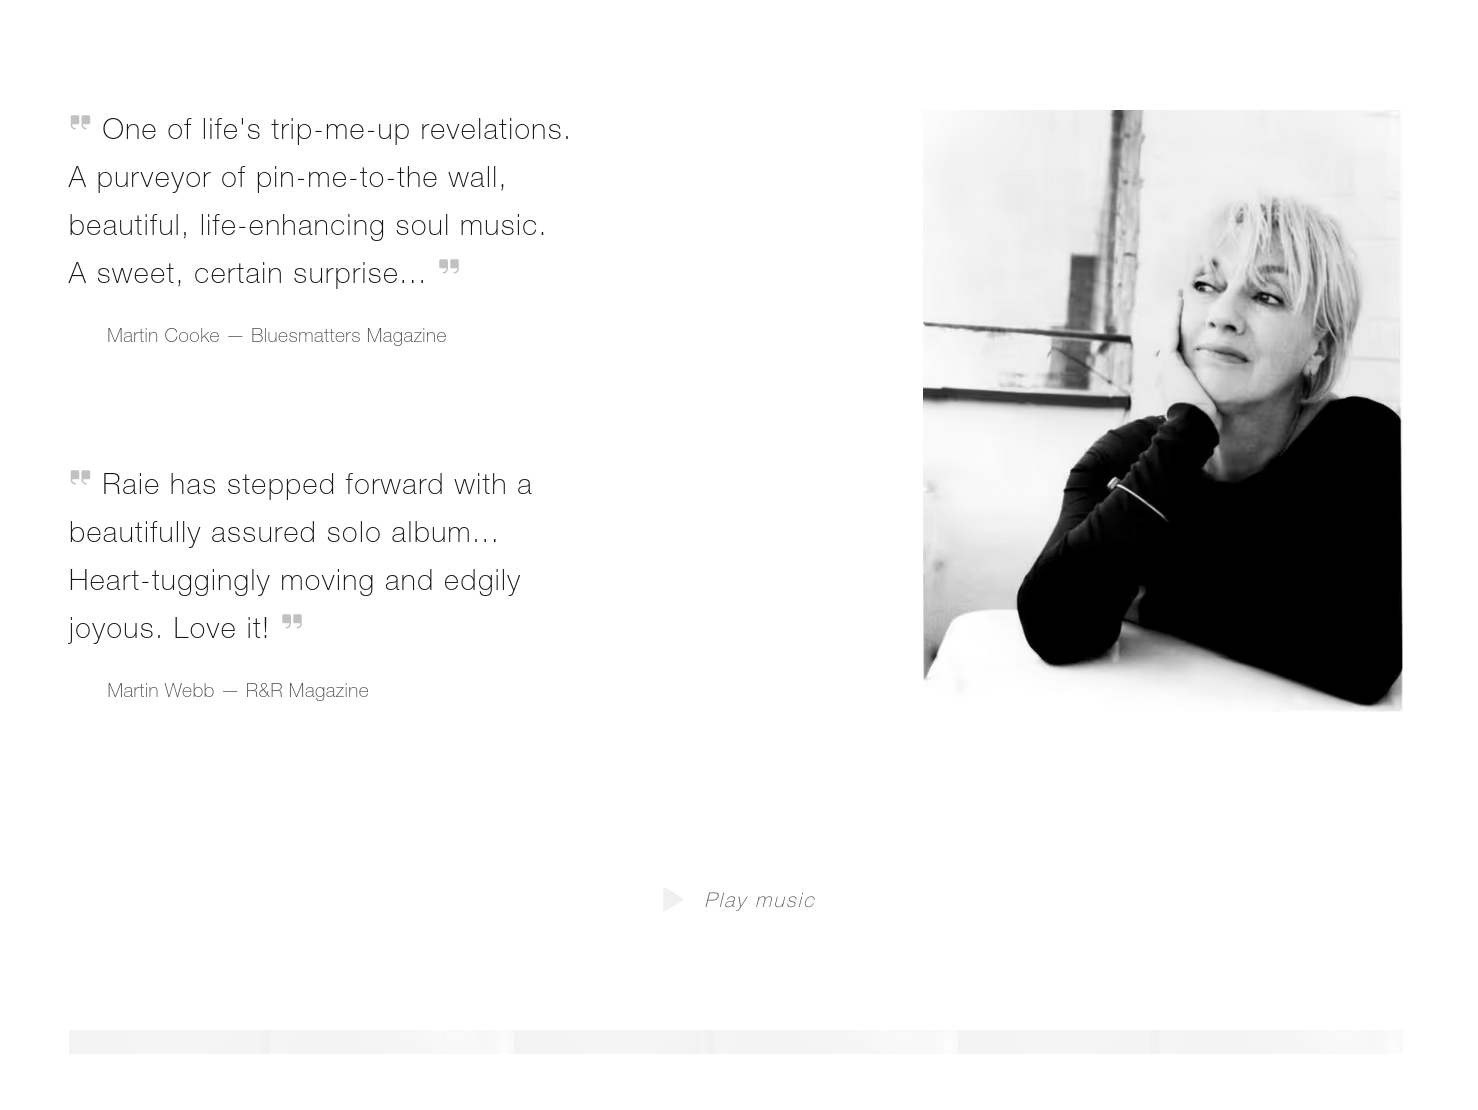 ❞ One of life's trip-me-up revelations.
A purveyor of pin-me-to-the wall,
beautiful, life-enhancing soul music.
A sweet, certain surprise... ❞
Martin Cooke — Bluesmatters Magazine
❞ Raie has stepped forward with a
beautifully assured solo album...
Heart-tuggingly moving and edgily
joyous. Love it! ❞
Martin Webb — R&R Magazine
Play music